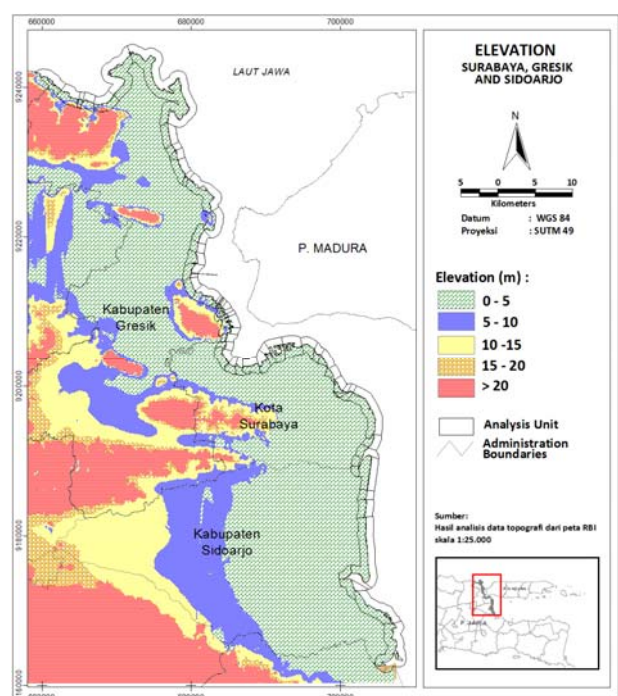 660000 680000 700000
ELEVATION
SURABAYA, GRESIK
AND SIDOARJO
LAUT JAWA
9240000
N
5 0 5 10
Kilometers
Datum : WGS 84
Proyeksi : SUTM 49
9220000
P. MADURA
Elevation (m) :
0 - 5
5 - 10
10 -15
15 - 20
> 20
Kabupaten
Gresik
9200000
Kota
Surabaya
Analysis Unit
Administration
Boundaries
Sumber:
Hasil analisis data topografi dari peta RBI
skala 1:25.000
9180000
Kabupaten
Sidoarjo
700000